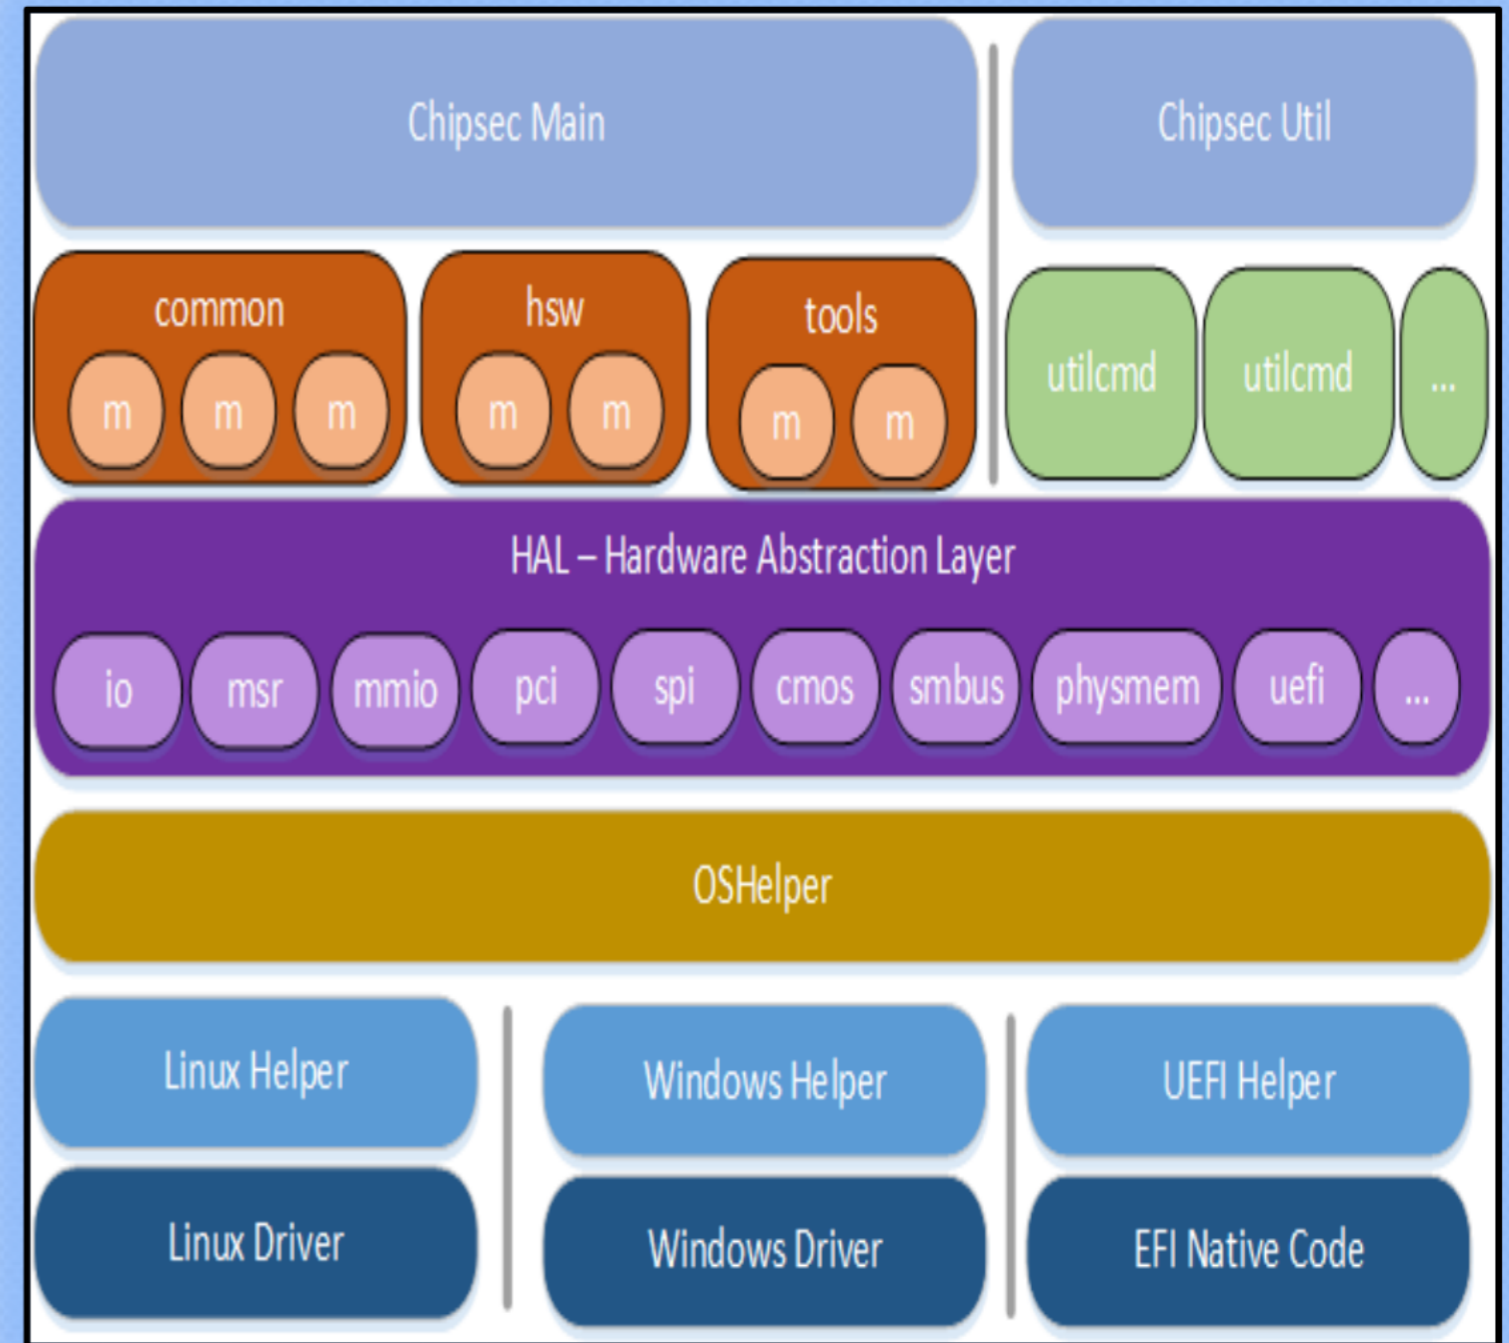 Chipsec Main
Chipsec Util
common
m m m
hsw
m m
tools
m m
utilcmd
utilcmd
...
HAL – Hardware Abstraction Layer
io
msr
mmio
pci
spi
cmos
smbus
physmem
uefi
...
OSHelper
Linux Helper
Windows Helper
UEFI Helper
Linux Driver
Windows Driver
EFI Native Code